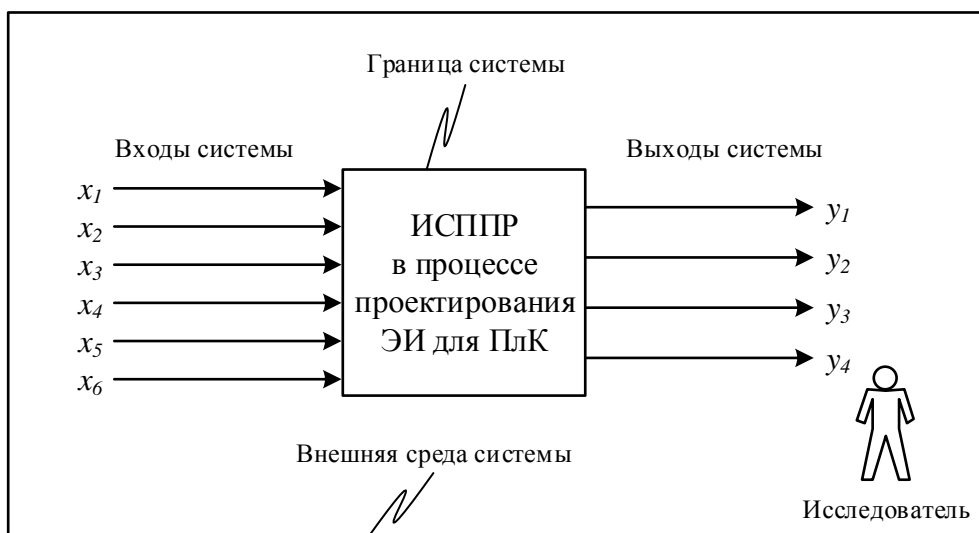 Граница системы
Входы системы
Выходы системы
x1
x2
x3
x4
x5
x6
ИСППР
в процессе
проектирования
ЭИ для ПлК
y1
y2
y3
y4
Внешняя среда системы
Исследователь